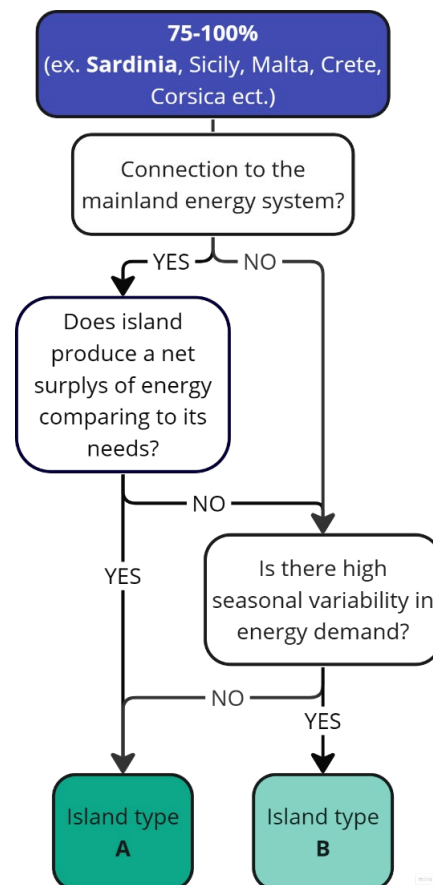 75-100%
(ex. Sardinia, Sicily, Malta, Crete,
Corsica ect.)
Connection to the
mainland energy system?
YES
NO
Does island
produce a net
surplys of energy
comparing to its
needs?
NO
YES
Is there high
seasonal variability in
energy demand?
NO
YES
Island type
A
Island type
B